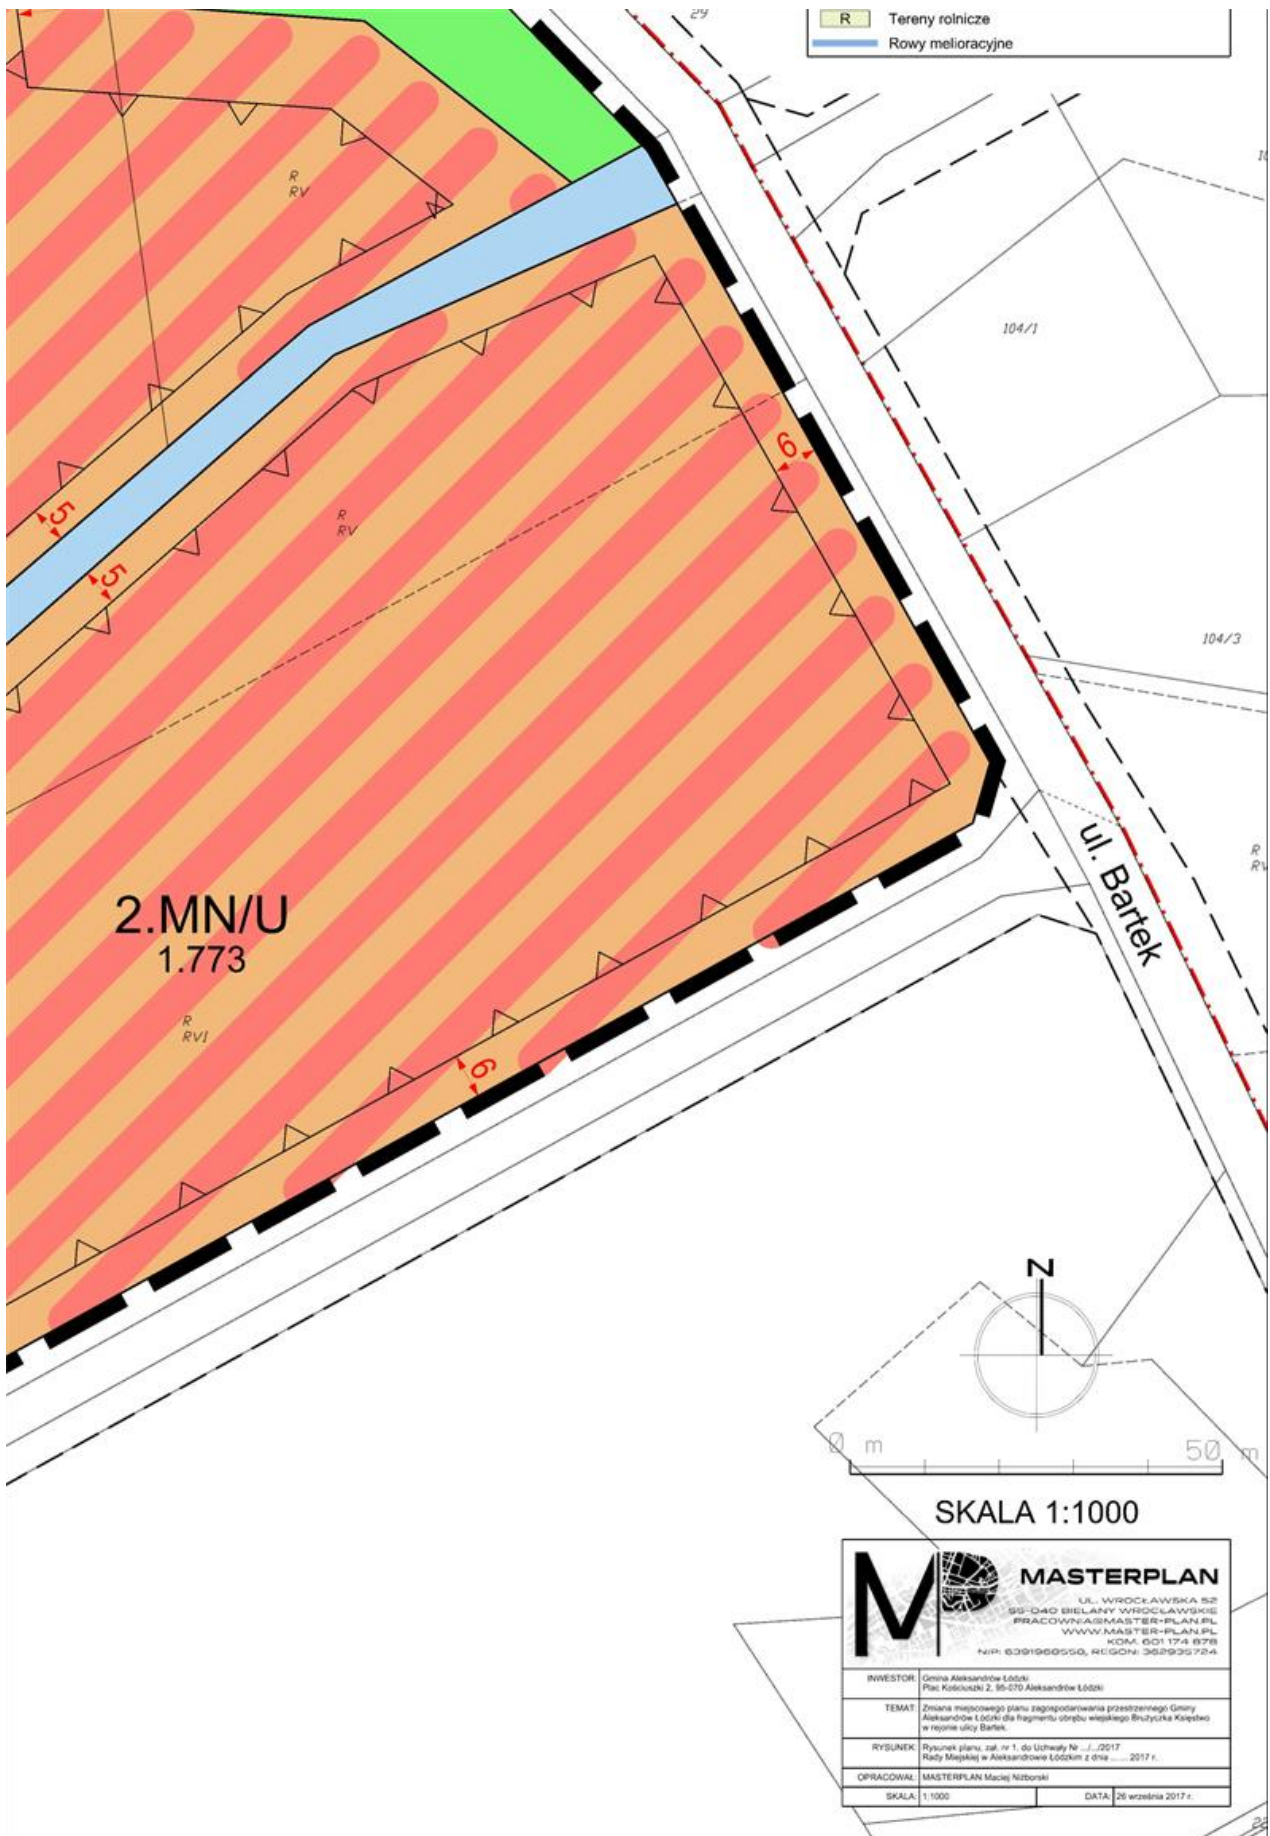 29
R Tereny rolnicze
Rowy melioracyjne
R
RV
104/1
6
R
RV
5
5
104/3
ul. Bartek
R
2.MN/U
1.773
R
RVI
6
N
0 m 50 m
SKALA 1:1000
MP
MASTERPLAN
UL. WROCŁAWSKA 52
55-040 BIELANY WROCŁAWSKIE
PRACOWNIA@MASTER-PLAN.PL
WWW.MASTER-PLAN.PL
KOM. 601 174 878
NIP: 6391968558, REGON: 362935724
INWESTOR: Gmina Aleksandrów Łódzki
Plac Kościuszki 2, 95-070 Aleksandrów Łódzki
TEMAT: Zmiana miejscowego planu zagospodarowania przestrzennego Gminy
Aleksandrów Łódzki dla fragmentu obrębu wiejskiego Brużyczka Księstwo
w rejonie ulicy Bartek.
RYSUNEK: Rysunek planu, zał. nr 1. do Uchwały Nr .../.../2017
Rady Miejskiej w Aleksandrowie Łódzkim z dnia ....... 2017 r.
OPRACOWAŁ: MASTERPLAN Maciej Niżborski
SKALA: 1:1000 DATA: 26 września 2017 r.